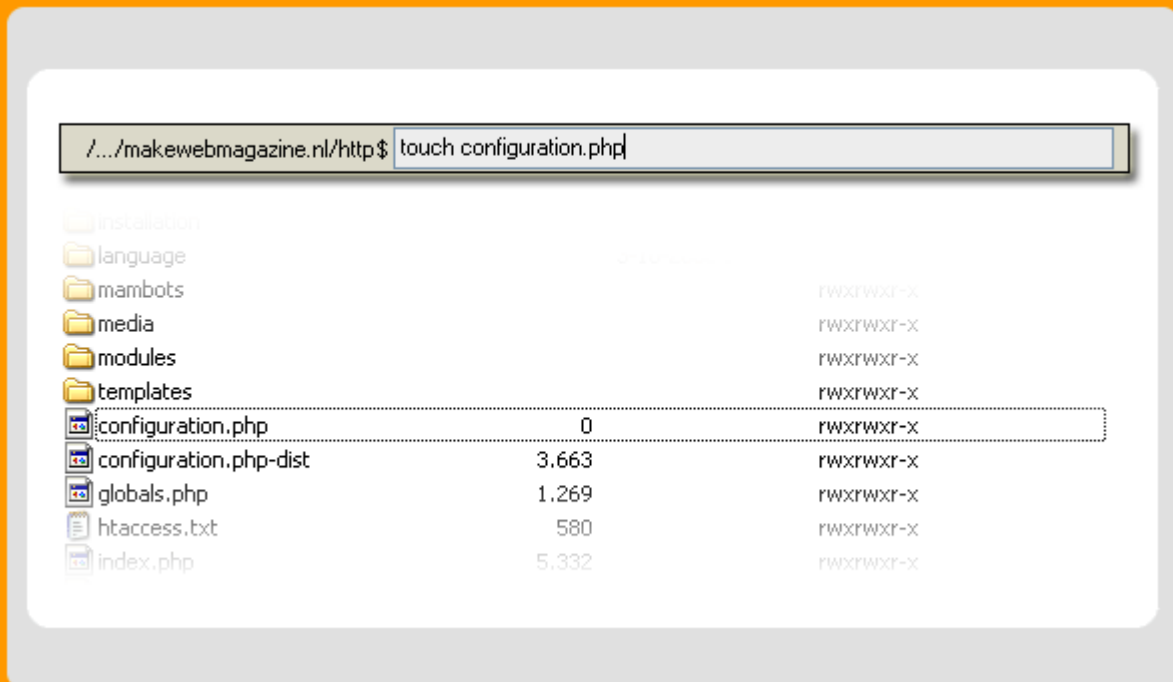 /.../makewebmagazine.nl/http$ touch configuration.php
installation
language
mambots rwxrwxr-x
media rwxrwxr-x
modules rwxrwxr-x
templates rwxrwxr-x
configuration.php 0 rwxrwxr-x
configuration.php-dist 3.663 rwxrwxr-x
globals.php 1.269 rwxrwxr-x
htaccess.txt 580 rwxrwxr-x
index.php 5.332 rwxrwxr-x